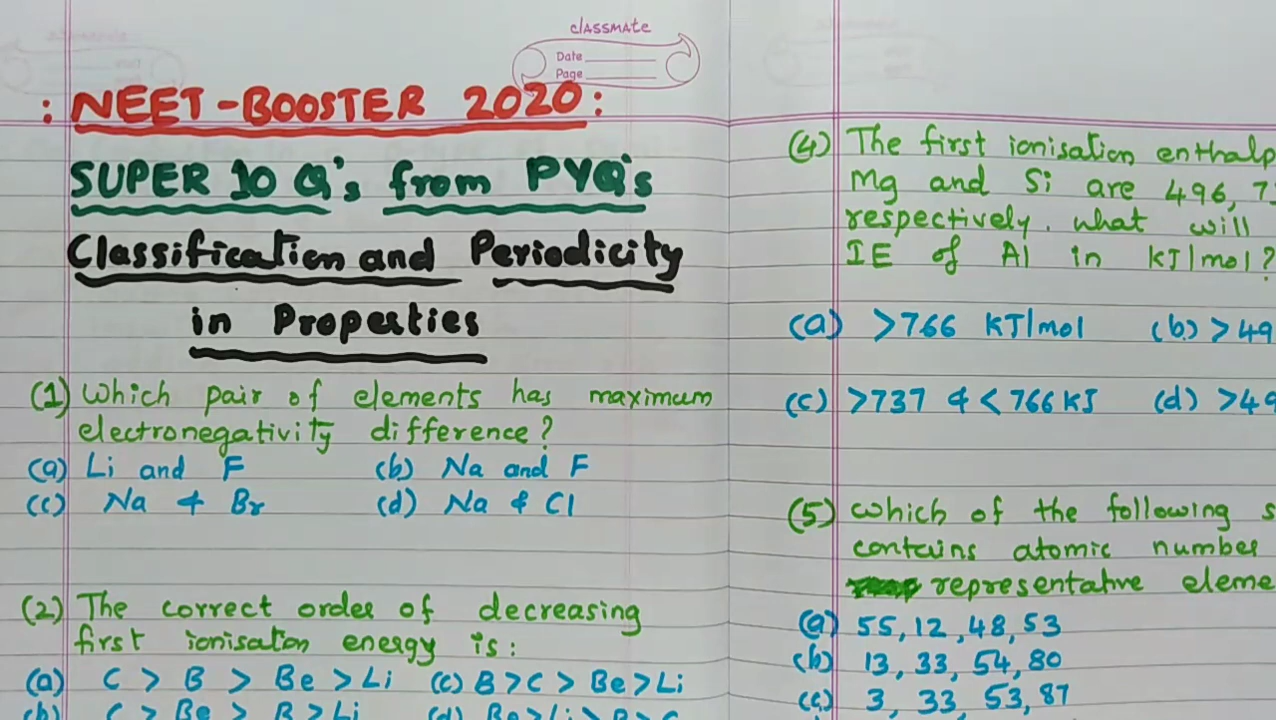 classmate
Date
Page
: NEET-BOOSTER 2020:
SUPER 10 Q's from PYQ's
Classification and Periodicity
in Properties
(1) Which pair of elements has maximum
electronegativity difference?
(a) Li and F (b) Na and F
(c) Na & Br (d) Na & Cl
(2) The correct order of decreasing
first ionisation energy is:
(a) C > B > Be > Li (c) B > C > Be > Li
(b) C > Be > B > Li (d) Be > Li > B > C
(4) The first ionisation enthalp
Mg and Si are 496, 7
respectively. what will
IE of Al in kJ/mol?
(a) >766 kJ/mol (b) > 49
(c) >737 & < 766 KJ (d) >49
(5) Which of the following s
contains atomic number
representative eleme
(a) 55, 12, 48, 53
(b) 13, 33, 54, 80
(c) 3, 33, 53, 87